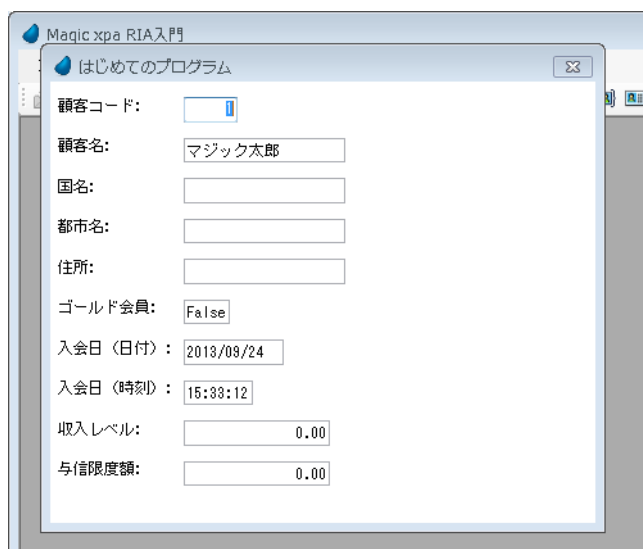 Magic xpa RIA入門
はじめてのプログラム
顧客コード: 1
顧客名: マジック太郎
国名:
都市名:
住所:
ゴールド会員: False
入会日（日付）: 2013/09/24
入会日（時刻）: 15:33:12
収入レベル: 0.00
与信限度額: 0.00